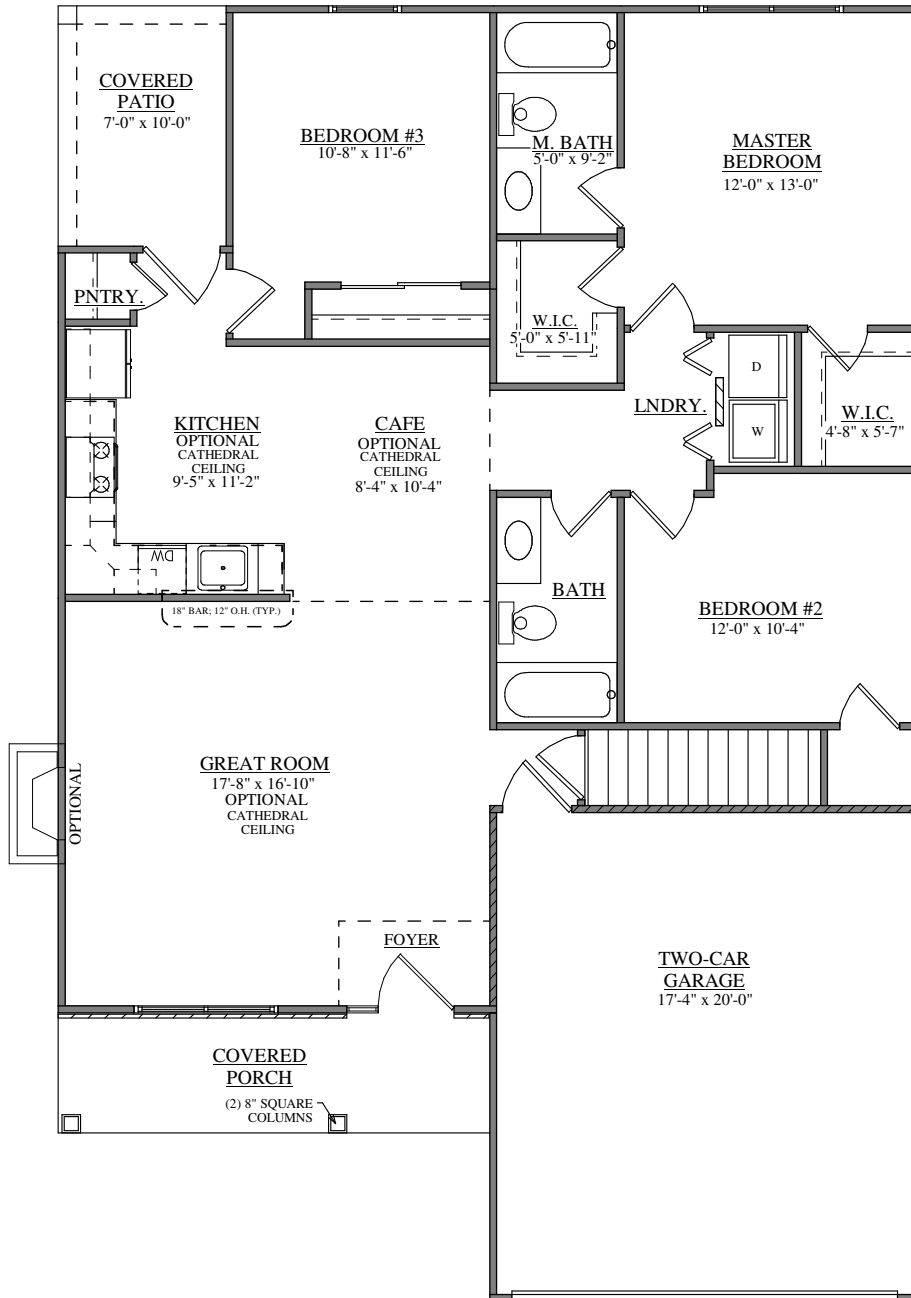 COVERED
PATIO
7'-0" x 10'-0"
BEDROOM #3
10'-8" x 11'-6"
M. BATH
5'-0" x 9'-2"
MASTER
BEDROOM
12'-0" x 13'-0"
PNTRY.
W.I.C.
5'-0" x 5'-11"
KITCHEN
OPTIONAL
CATHEDRAL
CEILING
9'-5" x 11'-2"
CAFE
OPTIONAL
CATHEDRAL
CEILING
8'-4" x 10'-4"
LNDRY.
D
W
W.I.C.
4'-8" x 5'-7"
DW
18" BAR; 12" O.H. (TYP.)
BATH
BEDROOM #2
12'-0" x 10'-4"
OPTIONAL
GREAT ROOM
17'-8" x 16'-10"
OPTIONAL
CATHEDRAL
CEILING
FOYER
TWO-CAR
GARAGE
17'-4" x 20'-0"
COVERED
PORCH
(2) 8" SQUARE
COLUMNS